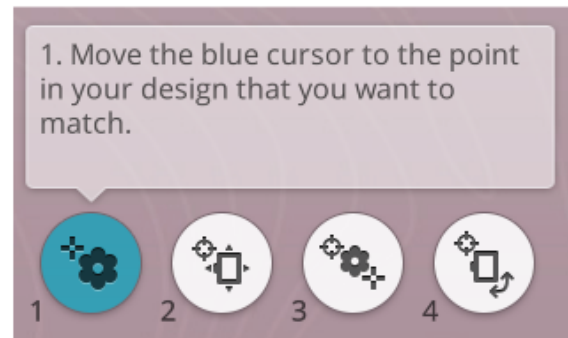 1. Move the blue cursor to the point
in your design that you want to
match.
1 2 3 4